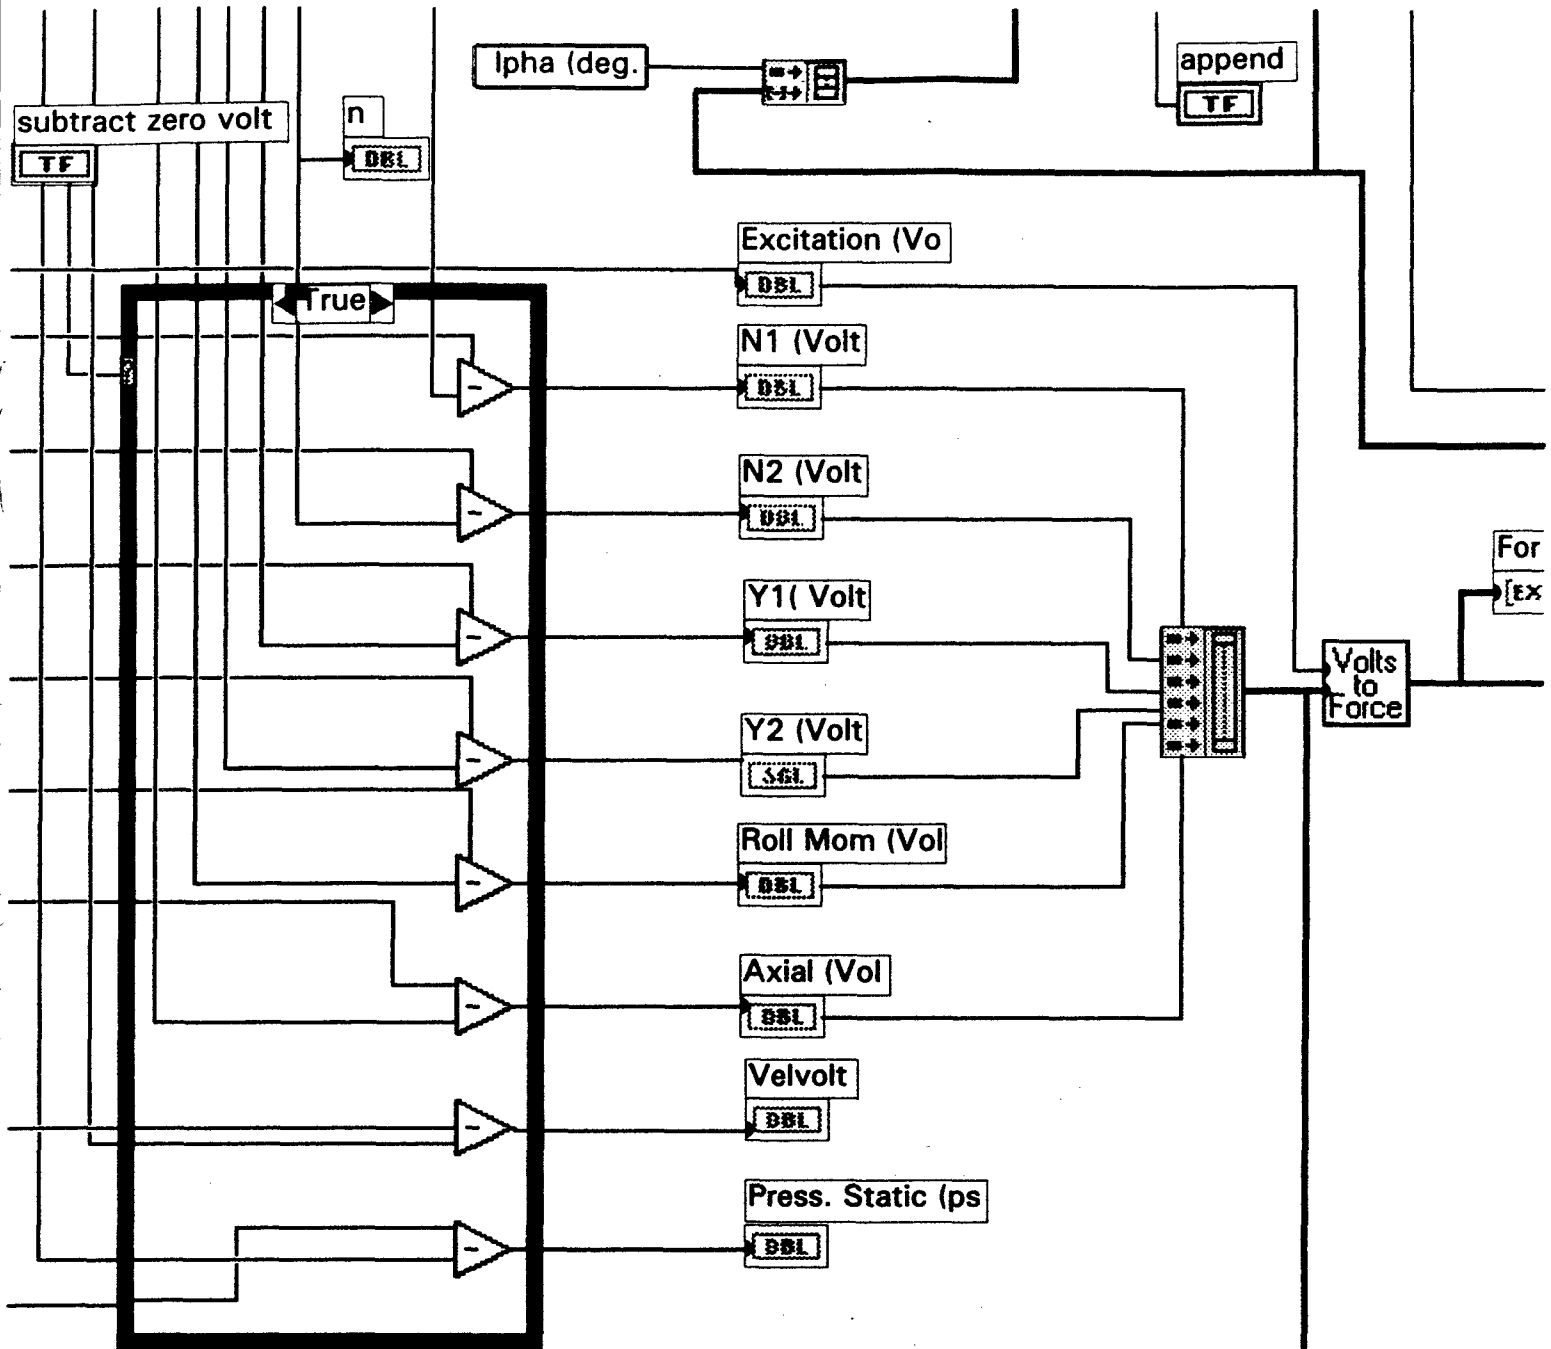 lpha (deg.
append
TF
subtract zero volt
TF
n
DBL
Excitation (Vo
DBL
True
N1 (Volt
DBL
N2 (Volt
DBL
For
[EX
Y1( Volt
DBL
Volts
to
Force
Y2 (Volt
SGL
Roll Mom (Vol
DBL
Axial (Vol
DBL
Velvolt
DBL
Press. Static (ps
DBL